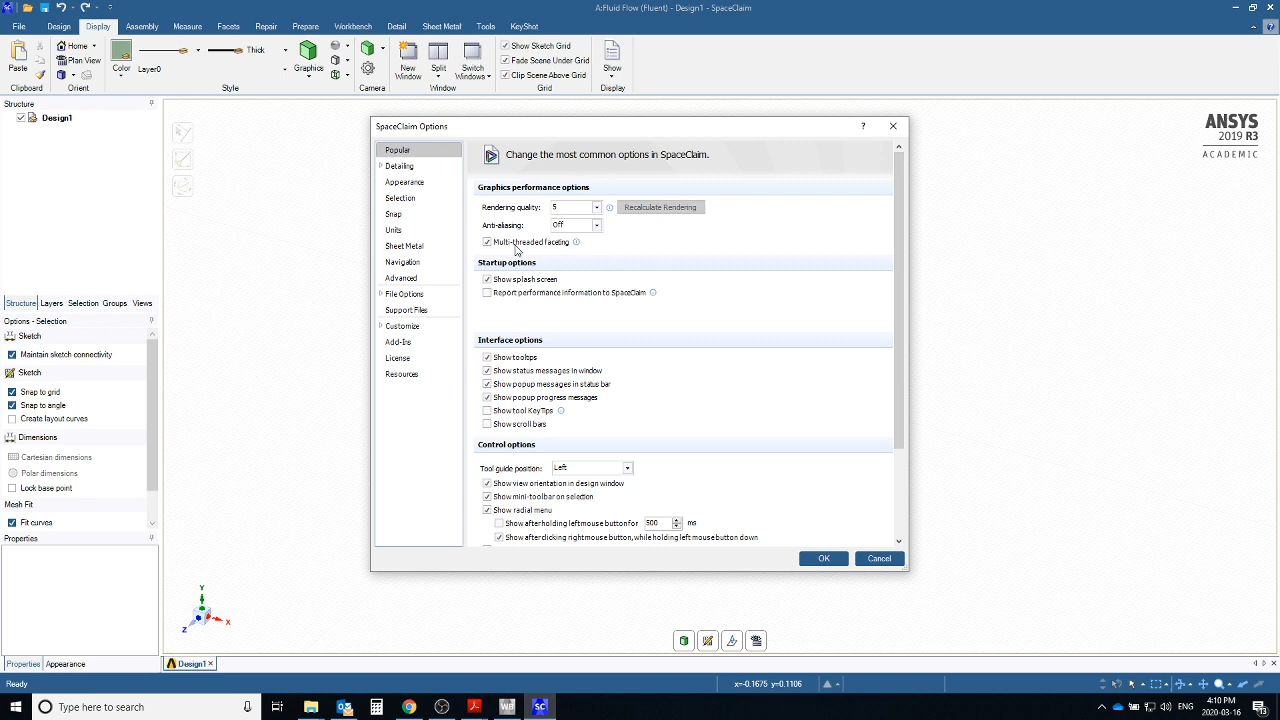 A:Fluid Flow (Fluent) - Design1 - SpaceClaim
File Design Display Assembly Measure Facets Repair Prepare Workbench Detail Sheet Metal Tools KeyShot
Paste
Clipboard
Home
Plan View
Orient
Color
Layer0
Thick
Graphics
Style
Camera
New Window
Split
Switch Windows
Window
Show Sketch Grid
Fade Scene Under Grid
Clip Scene Above Grid
Grid
Show
Display
Structure
Design1
Structure Layers Selection Groups Views
Options - Selection
Sketch
Maintain sketch connectivity
Sketch
Snap to grid
Snap to angle
Create layout curves
Dimensions
Cartesian dimensions
Polar dimensions
Lock base point
Mesh Fit
Fit curves
Properties
Properties Appearance
ANSYS
2019 R3
ACADEMIC
SpaceClaim Options
?
Popular
Detailing
Appearance
Selection
Snap
Units
Sheet Metal
Navigation
Advanced
File Options
Support Files
Customize
Add-Ins
License
Resources
Change the most common options in SpaceClaim.
Graphics performance options
Rendering quality: 5 Recalculate Rendering
Anti-aliasing: Off
Multi-threaded faceting
Startup options
Show splash screen
Report performance information to SpaceClaim
Interface options
Show tooltips
Show status messages in window
Show popup messages in status bar
Show popup progress messages
Show tool KeyTips
Show scroll bars
Control options
Tool guide position: Left
Show view orientation in design window
Show mini-toolbar on selection
Show radial menu
Show after holding left mouse button for 500 ms
Show after clicking right mouse button, while holding left mouse button down
OK Cancel
Y
X
Z
Design1
Ready
x=-0.1675 y=0.1106
Type here to search
WB
SC
ENG
4:10 PM
2020-03-16